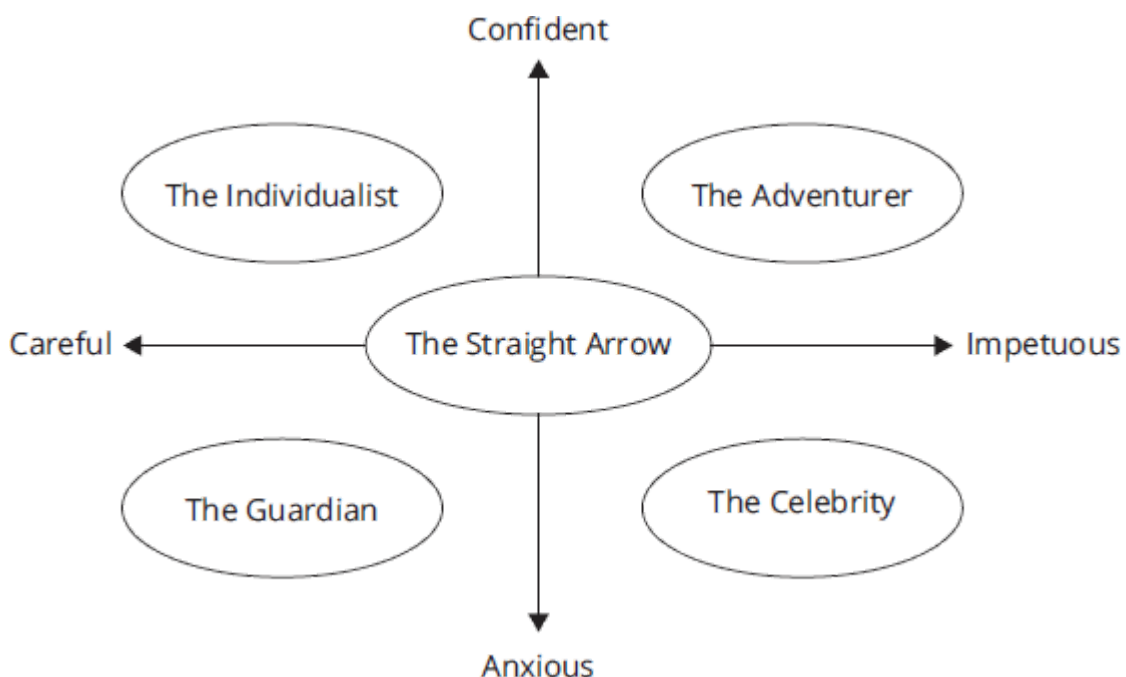 Confident
The Individualist
The Adventurer
Careful
The Straight Arrow
Impetuous
The Guardian
The Celebrity
Anxious